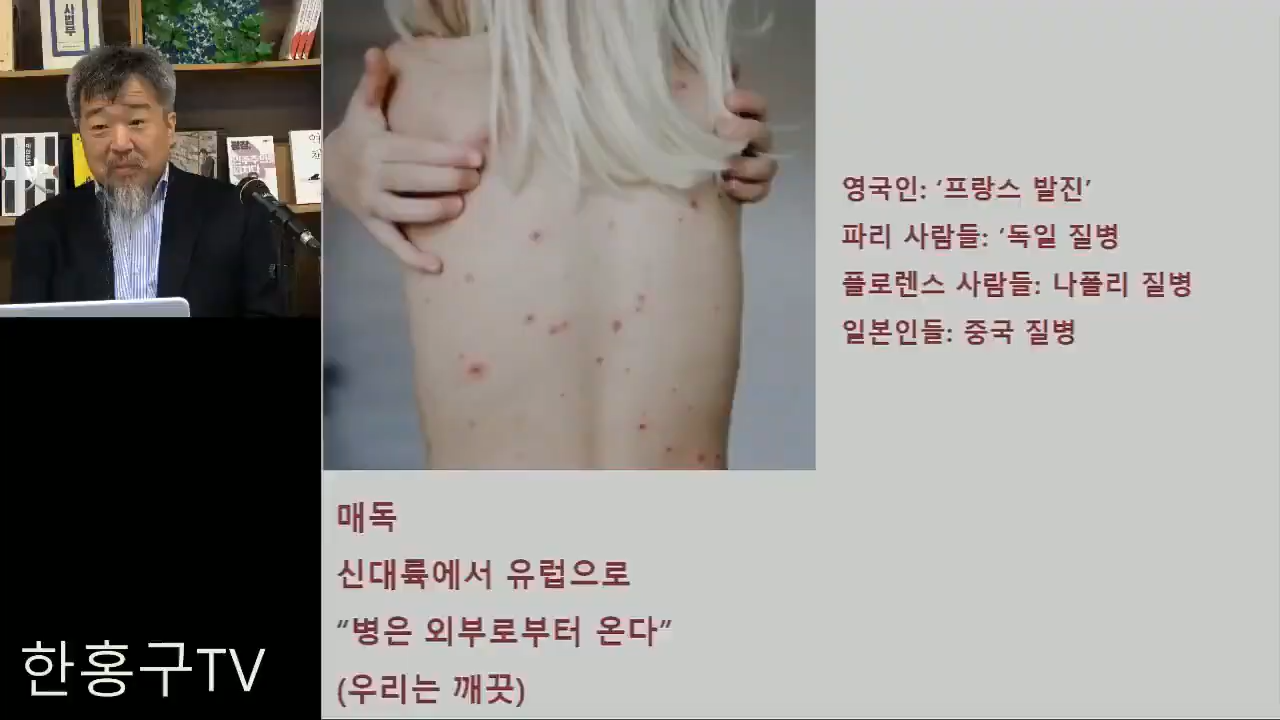 사법부
영국인: ‘프랑스 발진’
파리 사람들: ‘독일 질병
플로렌스 사람들: 나폴리 질병
일본인들: 중국 질병
매독
신대륙에서 유럽으로
“병은 외부로부터 온다”
(우리는 깨끗)
한홍구TV